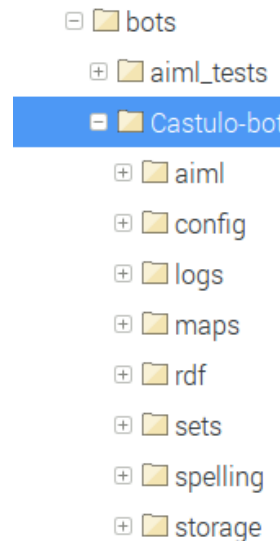 bots
aiml_tests
Castulo-bot
aiml
config
logs
maps
rdf
sets
spelling
storage